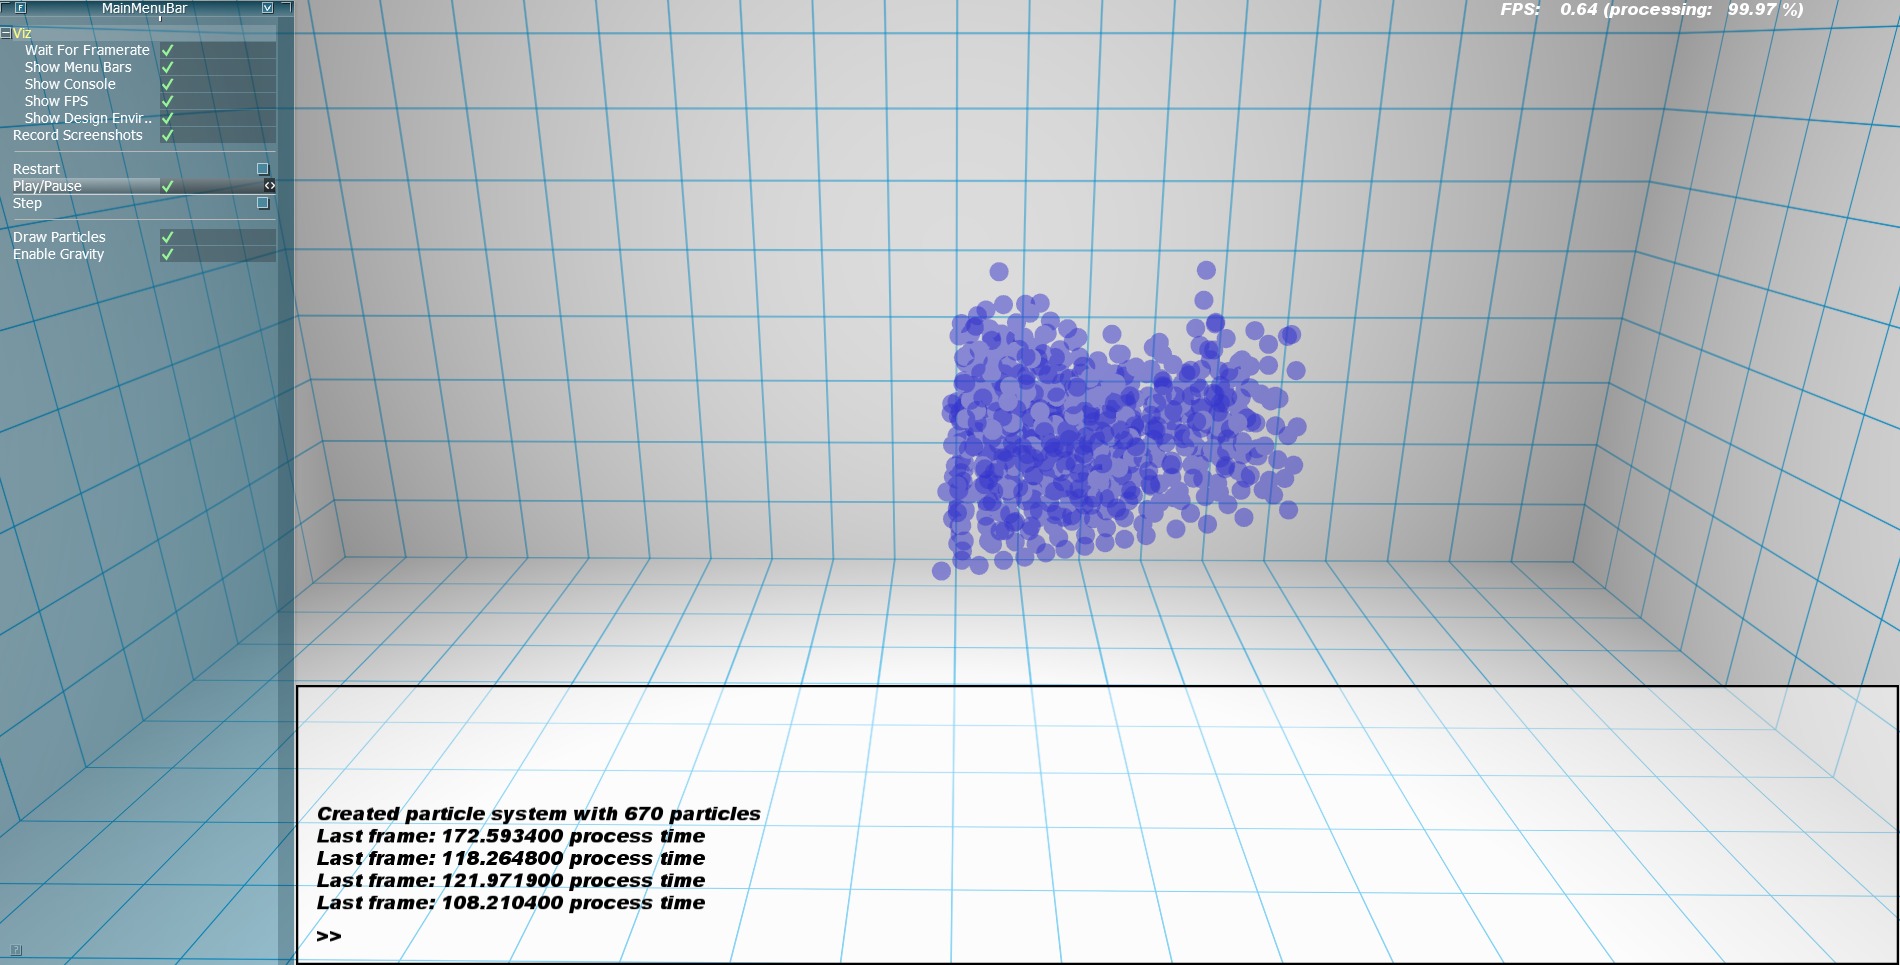 MainMenuBar
FPS: 0.64 (processing: 99.97 %)
Viz
Wait For Framerate
Show Menu Bars
Show Console
Show FPS
Show Design Envir..
Record Screenshots
Restart
Play/Pause
Step
Draw Particles
Enable Gravity
Created particle system with 670 particles
Last frame: 172.593400 process time
Last frame: 118.264800 process time
Last frame: 121.971900 process time
Last frame: 108.210400 process time
>>